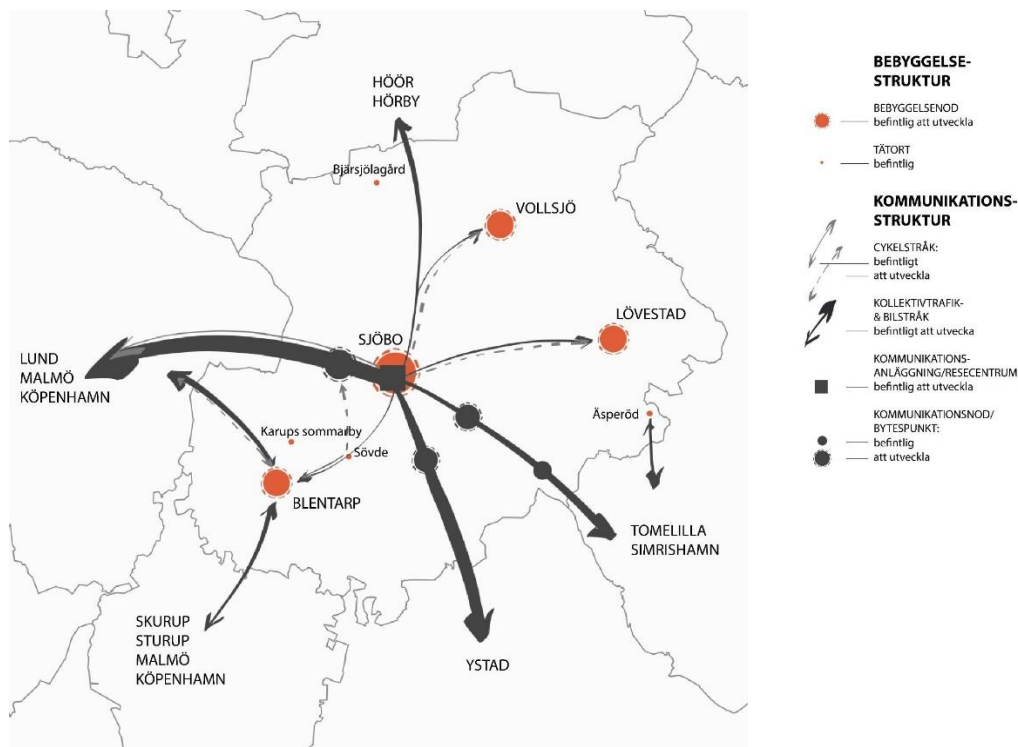 HÖÖR
HÖRBY
Bjärsjölagård
VOLLSJÖ
LÖVESTAD
SJÖBO
LUND
MALMÖ
KÖPENHAMN
Äsperöd
Karups sommarby
Sövde
BLENTARP
TOMELILLA
SIMRISHAMN
SKURUP
STURUP
MALMÖ
KÖPENHAMN
YSTAD
BEBYGGELSE-
STRUKTUR
BEBYGGELSENOD
befintlig att utveckla
TÄTORT
befintlig
KOMMUNIKATIONS-
STRUKTUR
CYKELSTRÅK:
befintligt
att utveckla
KOLLEKTIVTRAFIK-
& BILSTRÅK
befintligt att utvecka
KOMMUNIKATIONS-
ANLÄGGNING/RESECENTRUM
befintlig att utveckla
KOMMUNIKATIONSNOD/
BYTESPUNKT:
befintlig
att utveckla